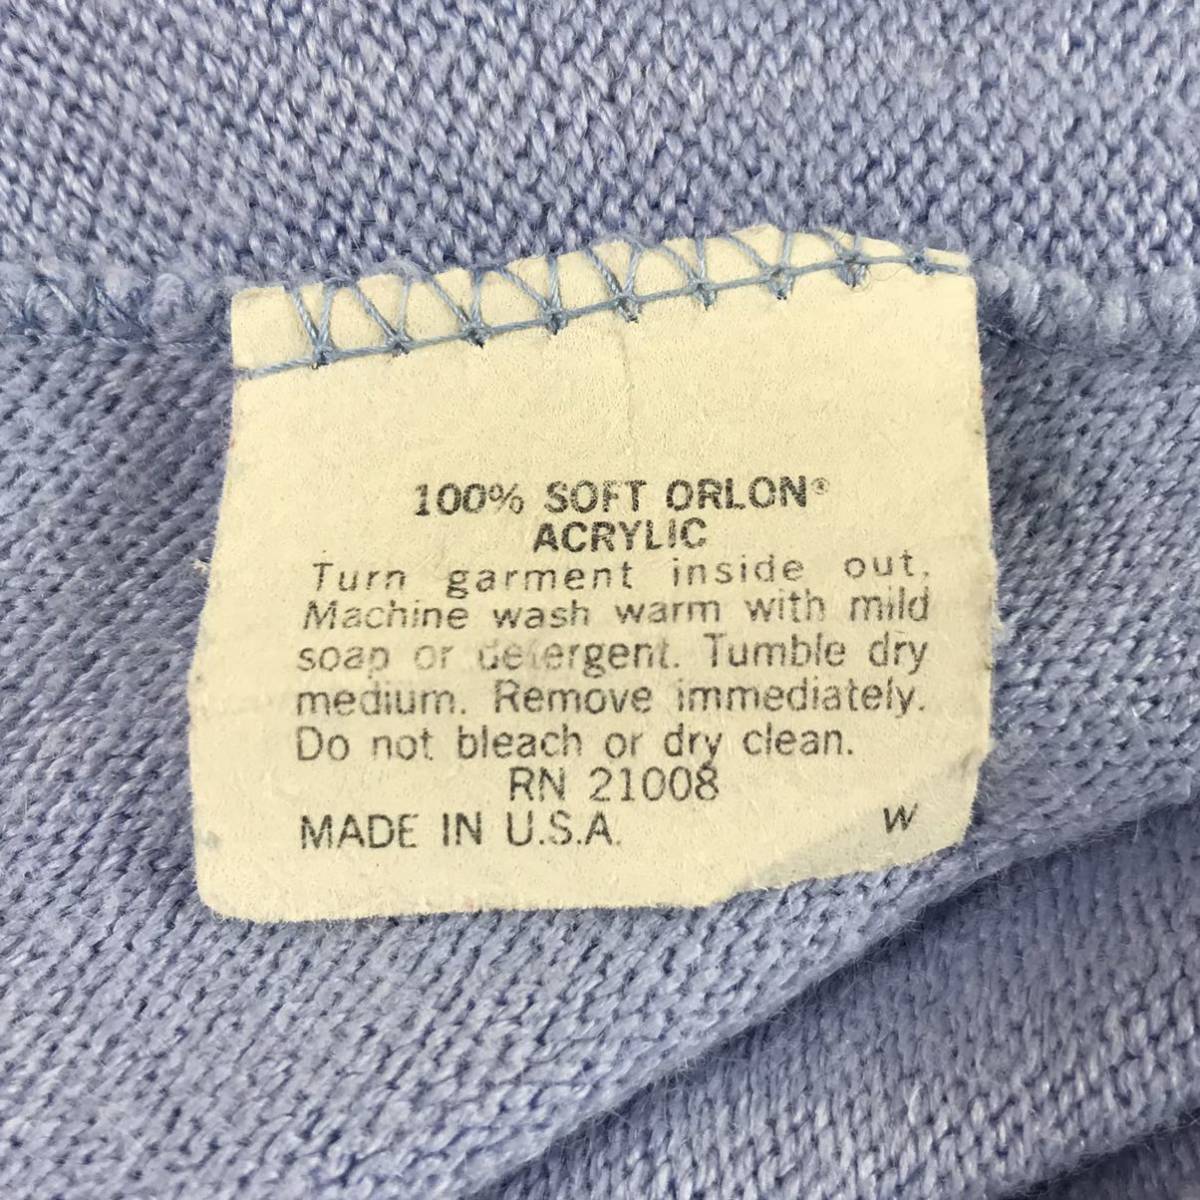 100% SOFT ORLON®
ACRYLIC
Turn garment inside out.
Machine wash warm with mild
soap or detergent. Tumble dry
medium. Remove immediately.
Do not bleach or dry clean.
RN 21008
MADE IN U.S.A. W